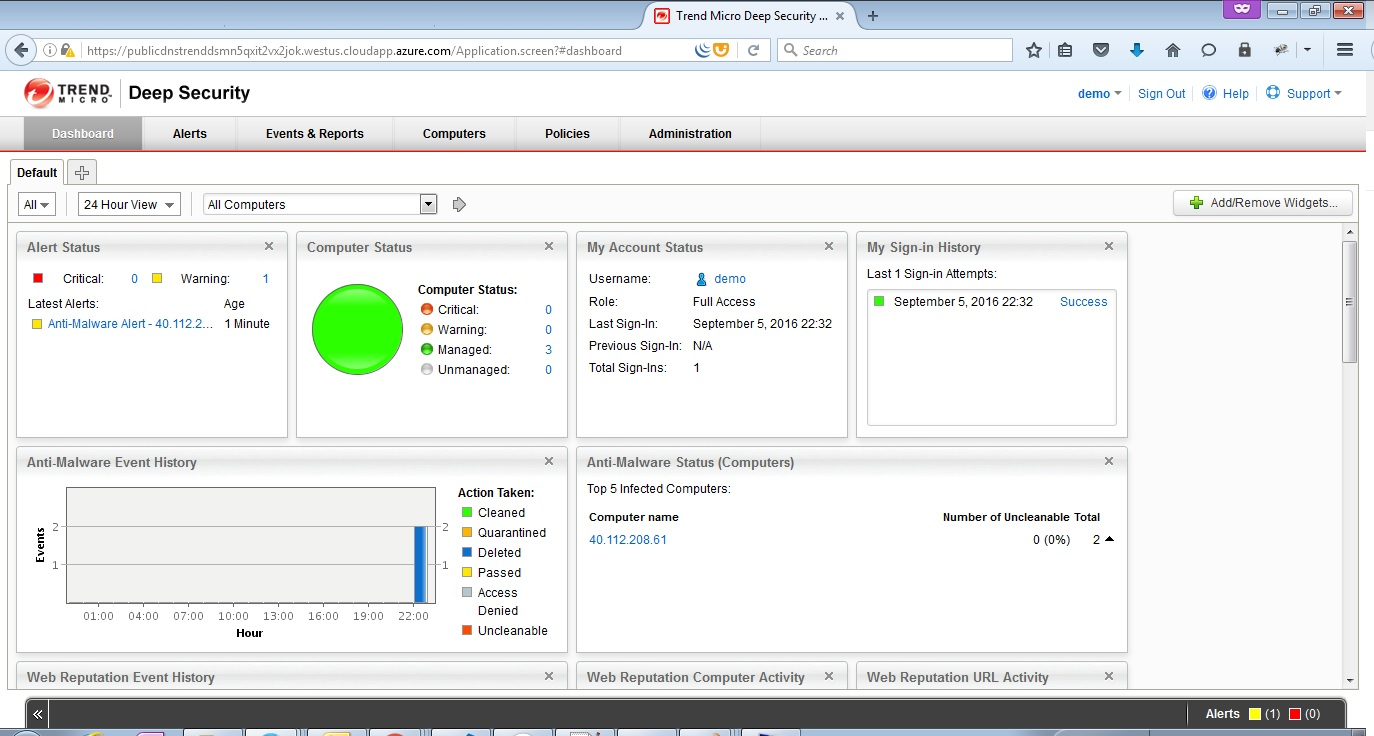 Trend Micro Deep Security ...
https://publicdnstrenddsmn5qxit2vx2jok.westus.cloudapp.azure.com/Application.screen?#dashboard
Search
TREND MICRO
Deep Security
demo Sign Out Help Support
Dashboard Alerts Events & Reports Computers Policies Administration
Default
All 24 Hour View All Computers Add/Remove Widgets...
Alert Status
Critical: 0 Warning: 1
Latest Alerts: Age
Anti-Malware Alert - 40.112.2... 1 Minute
Computer Status
Computer Status:
Critical: 0
Warning: 0
Managed: 3
Unmanaged: 0
My Account Status
Username: demo
Role: Full Access
Last Sign-In: September 5, 2016 22:32
Previous Sign-In: N/A
Total Sign-Ins: 1
My Sign-in History
Last 1 Sign-in Attempts:
September 5, 2016 22:32 Success
Anti-Malware Event History
Events
2 2
1 1
01:00 04:00 07:00 10:00 13:00 16:00 19:00 22:00
Hour
Action Taken:
Cleaned
Quarantined
Deleted
Passed
Access
Denied
Uncleanable
Anti-Malware Status (Computers)
Top 5 Infected Computers:
Computer name Number of Uncleanable Total
40.112.208.61 0 (0%) 2
Web Reputation Event History
Web Reputation Computer Activity
Web Reputation URL Activity
Alerts (1) (0)